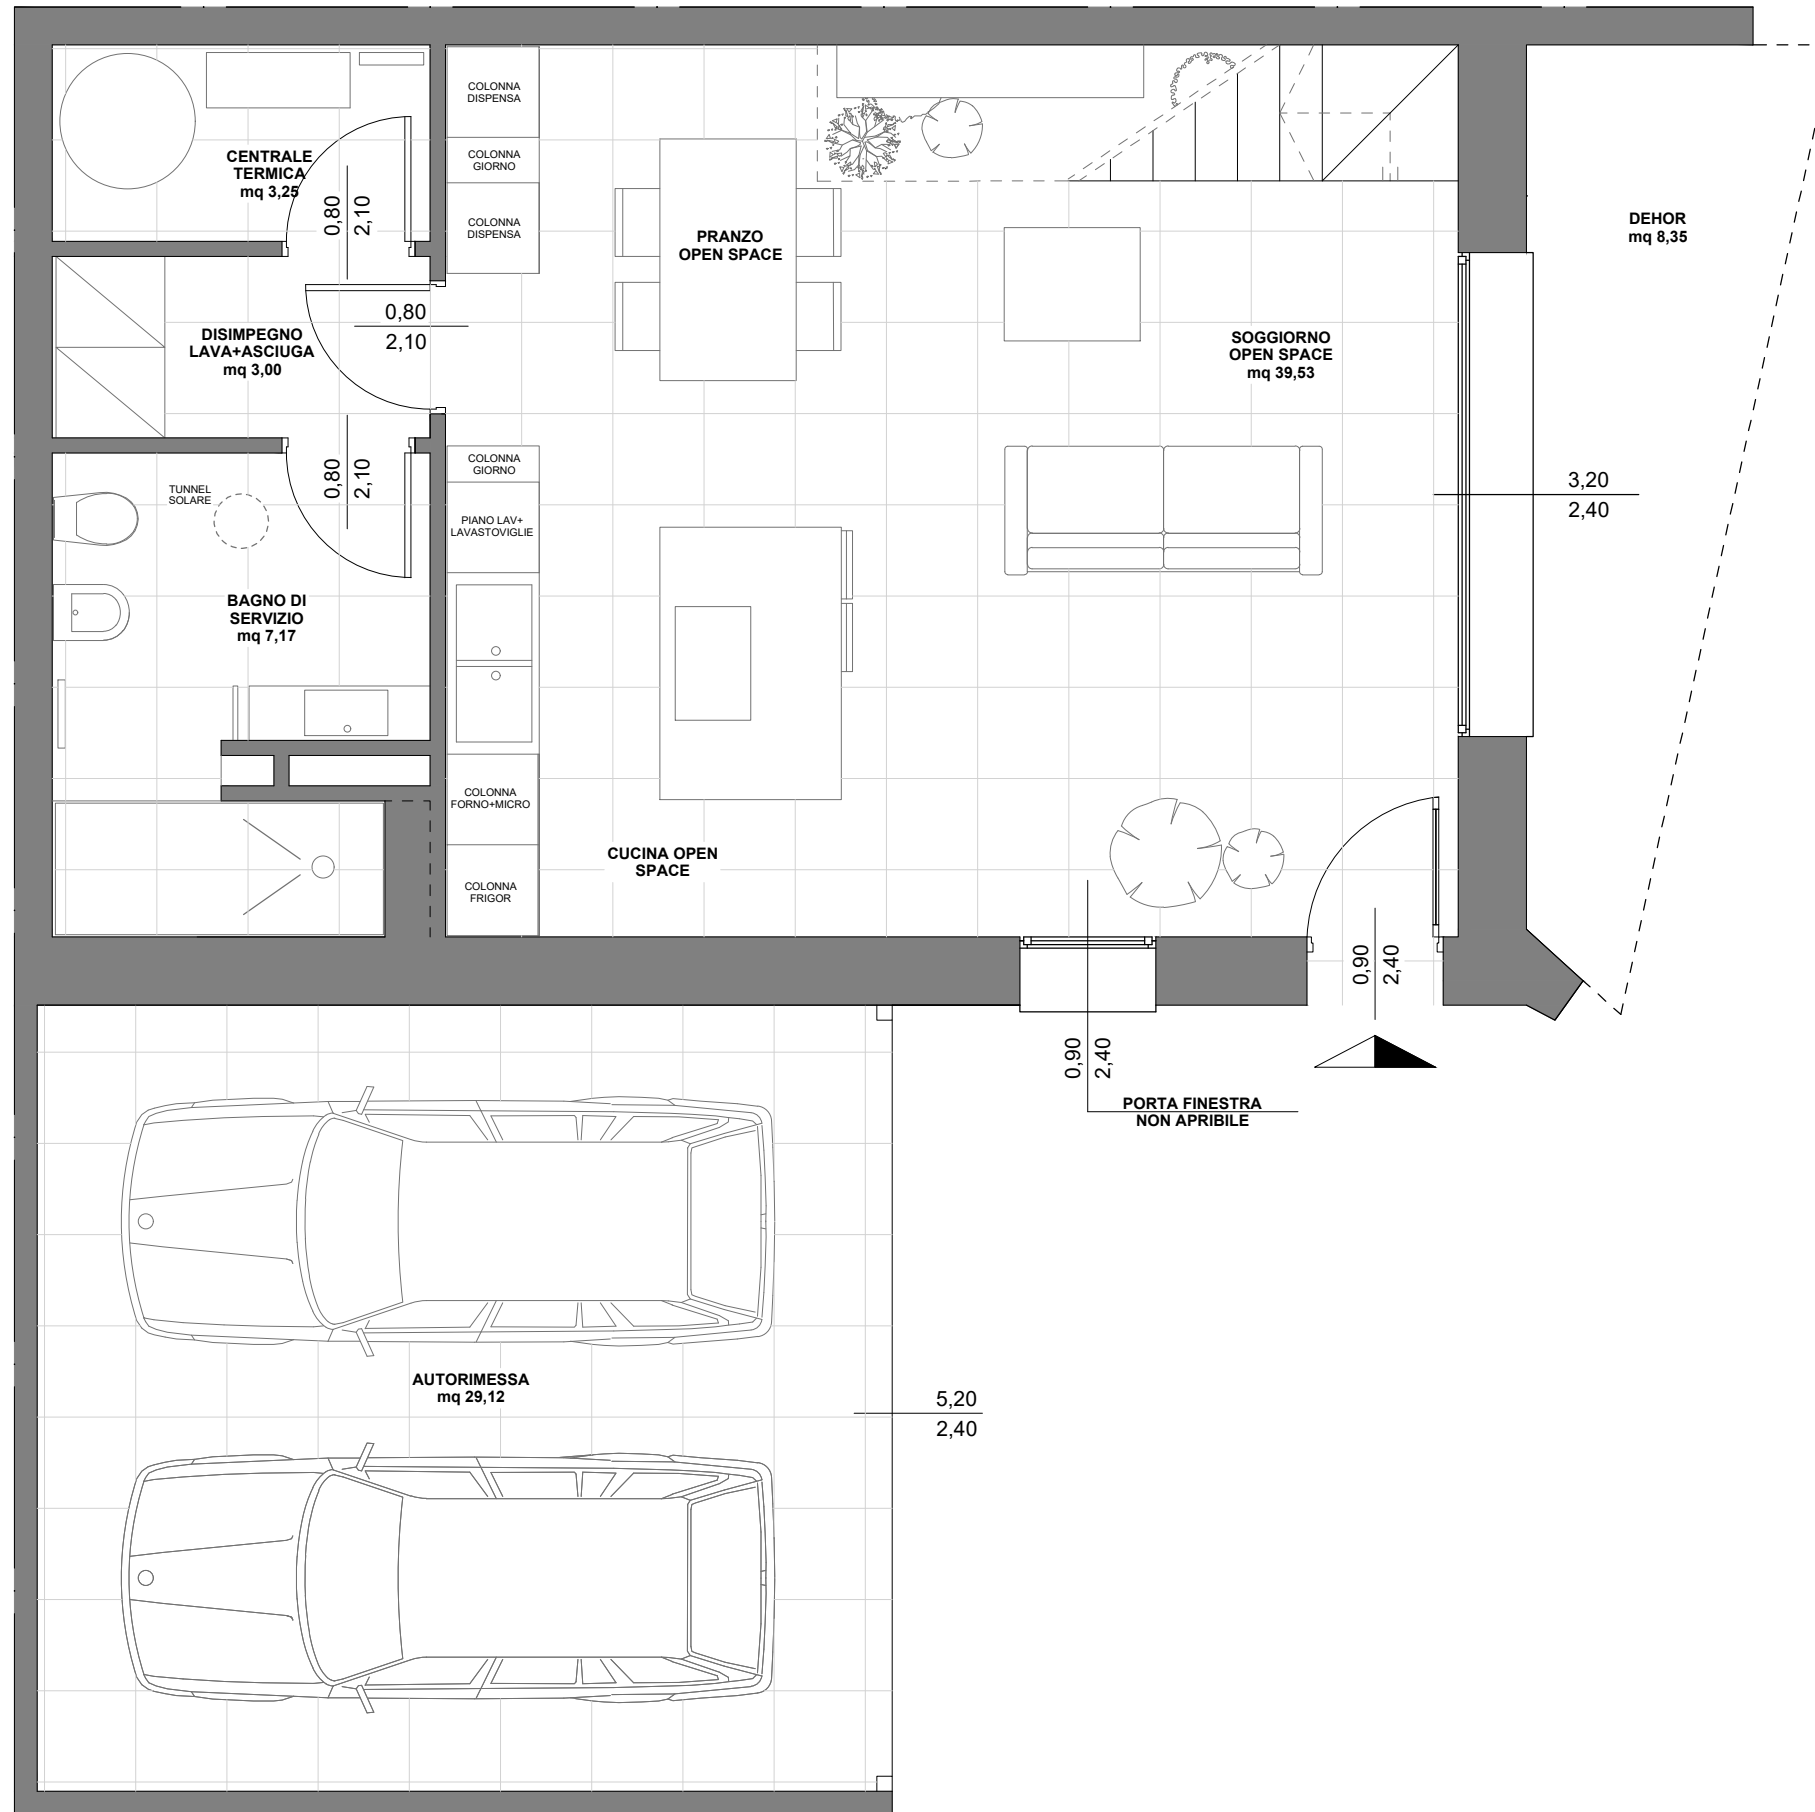 COLONNA
DISPENSA
COLONNA
GIORNO
COLONNA
DISPENSA
CENTRALE
TERMICA
mq 3,25
0,80
2,10
PRANZO
OPEN SPACE
DEHOR
mq 8,35
DISIMPEGNO
LAVA+ASCIUGA
mq 3,00
0,80
2,10
SOGGIORNO
OPEN SPACE
mq 39,53
COLONNA
GIORNO
0,80
2,10
TUNNEL
SOLARE
PIANO LAV+
LAVASTOVIGLIE
3,20
2,40
BAGNO DI
SERVIZIO
mq 7,17
COLONNA
FORNO+MICRO
CUCINA OPEN
SPACE
COLONNA
FRIGOR
0,90
2,40
0,90
2,40
PORTA FINESTRA
NON APRIBILE
AUTORIMESSA
mq 29,12
5,20
2,40